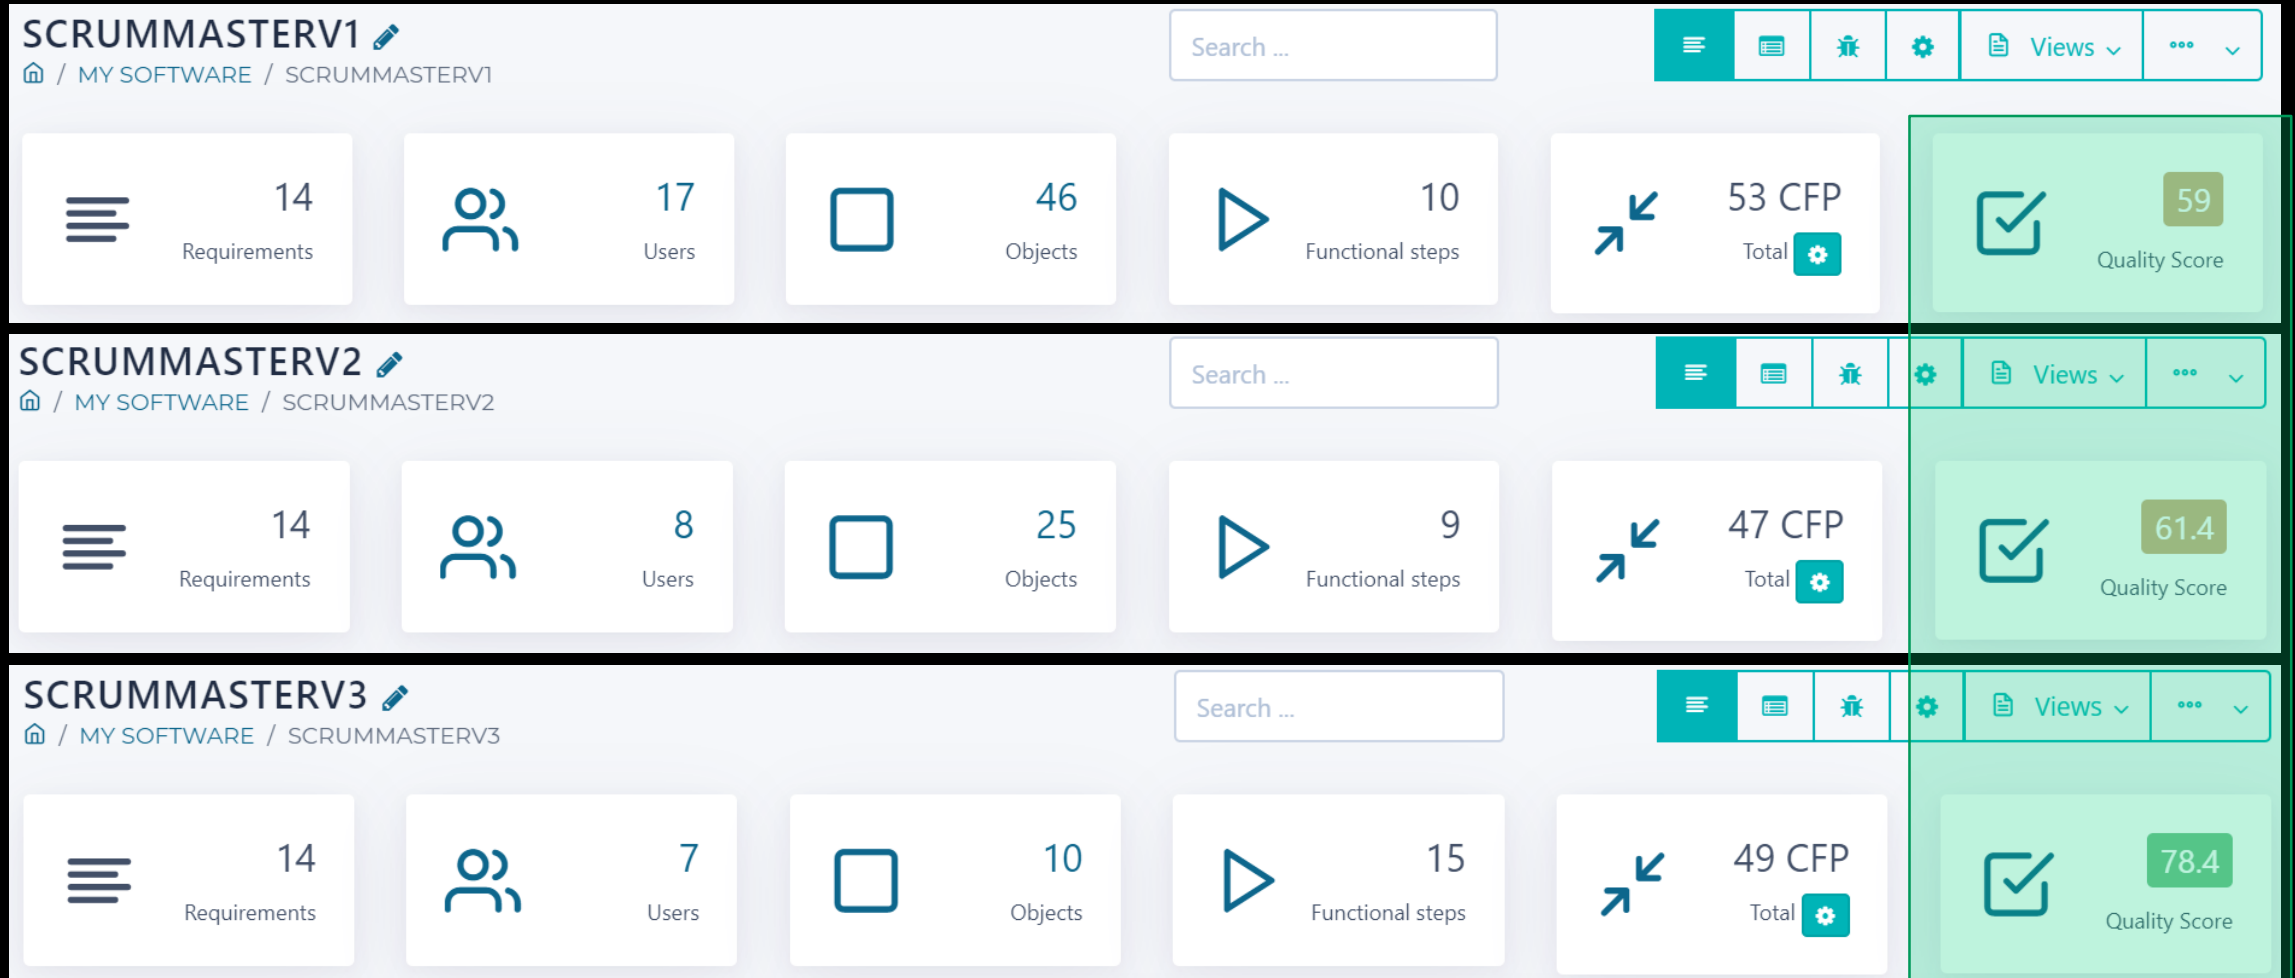 SCRUMMASTERV1
Search ...
Views
/ MY SOFTWARE / SCRUMMASTERV1
14
Requirements
17
Users
46
Objects
10
Functional steps
53 CFP
Total
59
Quality Score
SCRUMMASTERV2
Search ...
Views
/ MY SOFTWARE / SCRUMMASTERV2
14
Requirements
8
Users
25
Objects
9
Functional steps
47 CFP
Total
61.4
Quality Score
SCRUMMASTERV3
Search ...
Views
/ MY SOFTWARE / SCRUMMASTERV3
14
Requirements
7
Users
10
Objects
15
Functional steps
49 CFP
Total
78.4
Quality Score